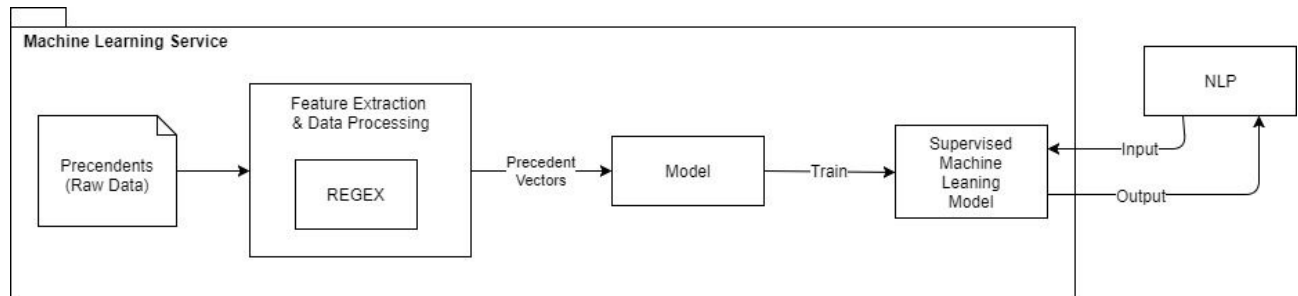 Machine Learning Service
Precendents
(Raw Data)
Feature Extraction
& Data Processing
REGEX
Precedent
Vectors
Model
Train
Supervised
Machine
Leaning
Model
NLP
Input
Output